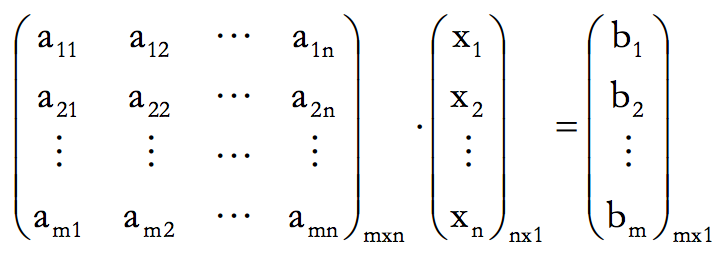 a11 a12 ⋯ a1n x1 b1
a21 a22 ⋯ a2n x2 b2
⋮ ⋮ ⋯ ⋮ · ⋮ = ⋮
am1 am2 ⋯ amn xn bm
mxn nx1 mx1